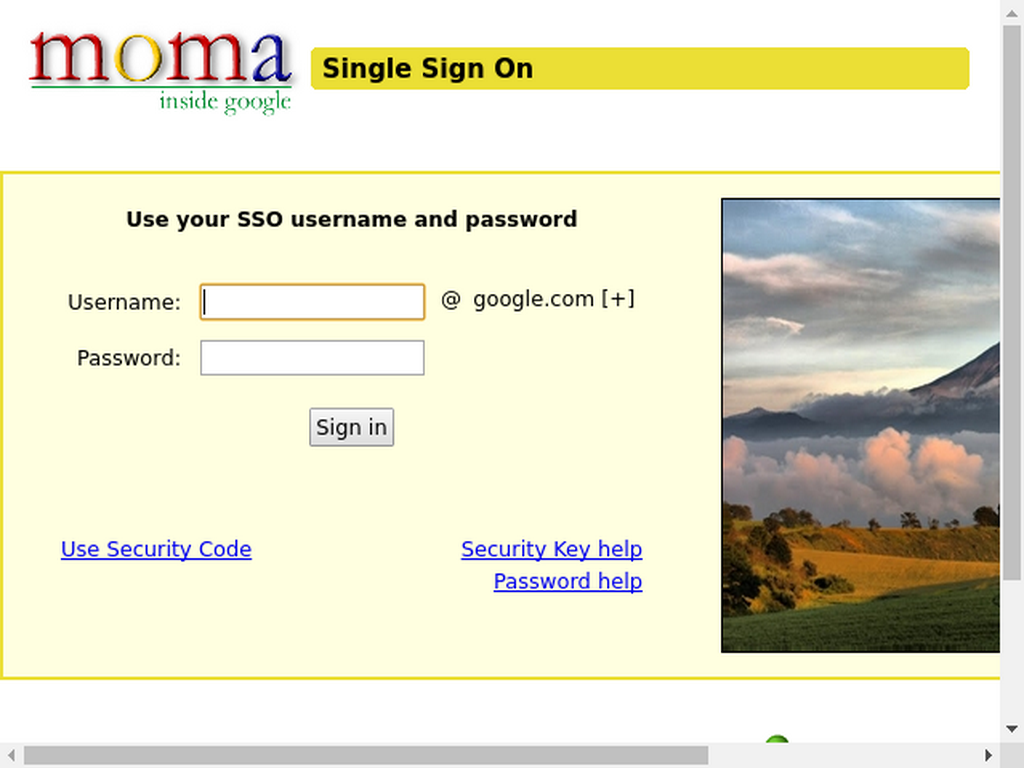 moma
inside google
Single Sign On
Use your SSO username and password
Username:
@ google.com [+]
Password:
Sign in
Use Security Code
Security Key help
Password help